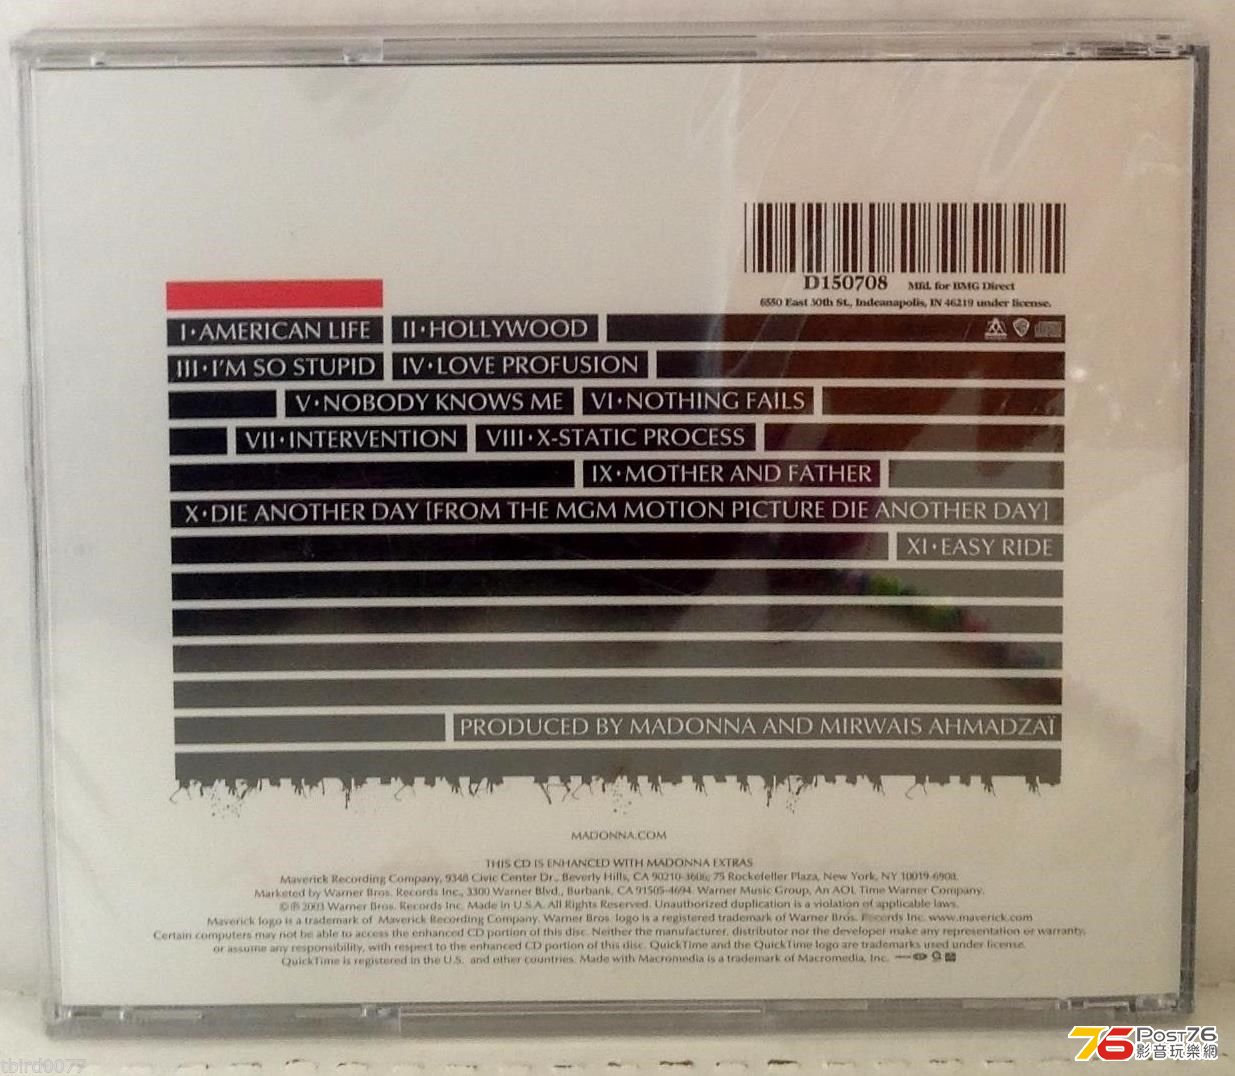 D150708 Mfd. for BMG Direct
6550 East 30th St., Indeanapolis, IN 46219 under license.
I•AMERICAN LIFE II•HOLLYWOOD
III•I'M SO STUPID IV•LOVE PROFUSION
V•NOBODY KNOWS ME VI•NOTHING FAILS
VII•INTERVENTION VIII•X-STATIC PROCESS
IX•MOTHER AND FATHER
X•DIE ANOTHER DAY [FROM THE MGM MOTION PICTURE DIE ANOTHER DAY]
XI•EASY RIDE
PRODUCED BY MADONNA AND MIRWAIS AHMADZAÏ
MADONNA.COM
THIS CD IS ENHANCED WITH MADONNA EXTRAS
Maverick Recording Company, 9348 Civic Center Dr., Beverly Hills, CA 90210-3606; 75 Rockefeller Plaza, New York, NY 10019-6908.
Marketed by Warner Bros. Records Inc., 3300 Warner Blvd., Burbank, CA 91505-4694. Warner Music Group, An AOL Time Warner Company.
©℗ 2003 Warner Bros. Records Inc. Made in U.S.A. All Rights Reserved. Unauthorized duplication is a violation of applicable laws.
Maverick logo is a trademark of Maverick Recording Company. Warner Bros. logo is a registered trademark of Warner Bros. Records Inc. www.maverick.com
Certain computers may not be able to access the enhanced CD portion of this disc. Neither the manufacturer, distributor nor the developer make any representation or warranty,
or assume any responsibility, with respect to the enhanced CD portion of this disc. QuickTime and the QuickTime logo are trademarks used under license.
QuickTime is registered in the U.S. and other countries. Made with Macromedia is a trademark of Macromedia, Inc.
76 POST76
影音玩樂網
tbird0077